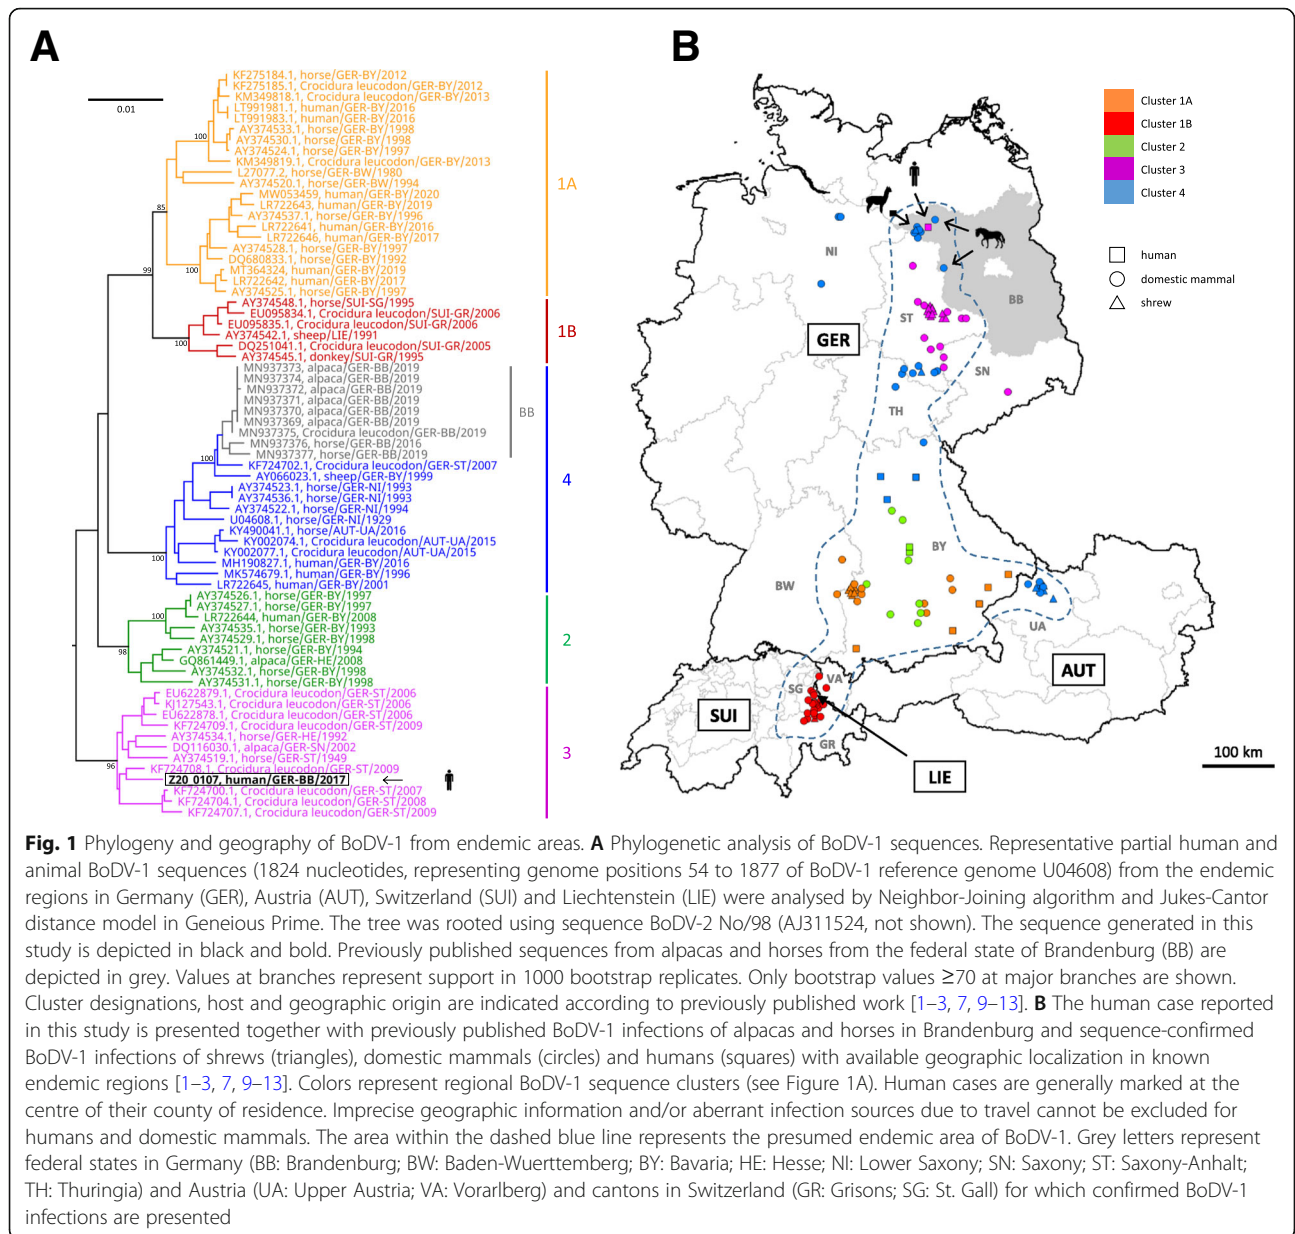 A
0.01
KF275184.1, horse/GER-BY/2012
KF275185.1, Crocidura leucodon/GER-BY/2012
KM349818.1, Crocidura leucodon/GER-BY/2013
LT991981.1, human/GER-BY/2016
LT991983.1, human/GER-BY/2016
AY374533.1, horse/GER-BY/1998
AY374530.1, horse/GER-BY/1998
AY374524.1, horse/GER-BY/1997
KM349819.1, Crocidura leucodon/GER-BY/2013
L27077.2, horse/GER-BW/1980
AY374520.1, horse/GER-BW/1994
MW053459, human/GER-BY/2020
LR722643, human/GER-BY/2019
AY374537.1, horse/GER-BY/1996
LR722641, human/GER-BY/2016
LR722646, human/GER-BY/2017
AY374528.1, horse/GER-BY/1997
DQ680833.1, horse/GER-BY/1992
MT364324, human/GER-BY/2019
LR722642, human/GER-BY/2017
AY374525.1, horse/GER-BY/1997
AY374548.1, horse/SUI-SG/1995
EU095834.1, Crocidura leucodon/SUI-GR/2006
EU095835.1, Crocidura leucodon/SUI-GR/2006
AY374542.1, sheep/LIE/1991
DQ251041.1, Crocidura leucodon/SUI-GR/2005
AY374545.1, donkey/SUI-GR/1995
MN937373, alpaca/GER-BB/2019
MN937374, alpaca/GER-BB/2019
MN937372, alpaca/GER-BB/2019
MN937371, alpaca/GER-BB/2019
MN937370, alpaca/GER-BB/2019
MN937369, alpaca/GER-BB/2019
MN937375, Crocidura leucodon/GER-BB/2019
MN937376, horse/GER-BB/2016
MN937377, horse/GER-BB/2019
KF724702.1, Crocidura leucodon/GER-ST/2007
AY066023.1, sheep/GER-BY/1999
AY374523.1, horse/GER-NI/1993
AY374536.1, horse/GER-NI/1993
AY374522.1, horse/GER-NI/1994
U04608.1, horse/GER-NI/1929
KY490041.1, horse/AUT-UA/2016
KY002074.1, Crocidura leucodon/AUT-UA/2015
KY002077.1, Crocidura leucodon/AUT-UA/2015
MH190827.1, human/GER-BY/2016
MK574679.1, human/GER-BY/1996
LR722645, human/GER-BY/2001
AY374526.1, horse/GER-BY/1997
AY374527.1, horse/GER-BY/1997
LR722644, human/GER-BY/2008
AY374535.1, horse/GER-BY/1993
AY374529.1, horse/GER-BY/1998
AY374521.1, horse/GER-BY/1994
GQ861449.1, alpaca/GER-HE/2008
AY374532.1, horse/GER-BY/1998
AY374531.1, horse/GER-BY/1998
EU622879.1, Crocidura leucodon/GER-ST/2006
KJ127543.1, Crocidura leucodon/GER-ST/2006
EU622878.1, Crocidura leucodon/GER-ST/2006
KF724709.1, Crocidura leucodon/GER-ST/2009
AY374534.1, horse/GER-HE/1992
DQ116030.1, alpaca/GER-SN/2002
AY374519.1, horse/GER-ST/1949
KF724708.1, Crocidura leucodon/GER-ST/2009
Z20_0107, human/GER-BB/2017
KF724700.1, Crocidura leucodon/GER-ST/2007
KF724704.1, Crocidura leucodon/GER-ST/2008
KF724707.1, Crocidura leucodon/GER-ST/2009
100
85
99
100
100
100
100
100
98
96
1A
1B
BB
4
2
3
B
Cluster 1A
Cluster 1B
Cluster 2
Cluster 3
Cluster 4
human
domestic mammal
shrew
NI
BB
ST
GER
SN
TH
BY
BW
UA
AUT
VA
SG
SUI
GR
LIE
100 km
Fig. 1 Phylogeny and geography of BoDV-1 from endemic areas. A Phylogenetic analysis of BoDV-1 sequences. Representative partial human and
animal BoDV-1 sequences (1824 nucleotides, representing genome positions 54 to 1877 of BoDV-1 reference genome U04608) from the endemic
regions in Germany (GER), Austria (AUT), Switzerland (SUI) and Liechtenstein (LIE) were analysed by Neighbor-Joining algorithm and Jukes-Cantor
distance model in Geneious Prime. The tree was rooted using sequence BoDV-2 No/98 (AJ311524, not shown). The sequence generated in this
study is depicted in black and bold. Previously published sequences from alpacas and horses from the federal state of Brandenburg (BB) are
depicted in grey. Values at branches represent support in 1000 bootstrap replicates. Only bootstrap values ≥70 at major branches are shown.
Cluster designations, host and geographic origin are indicated according to previously published work [1–3, 7, 9–13]. B The human case reported
in this study is presented together with previously published BoDV-1 infections of alpacas and horses in Brandenburg and sequence-confirmed
BoDV-1 infections of shrews (triangles), domestic mammals (circles) and humans (squares) with available geographic localization in known
endemic regions [1–3, 7, 9–13]. Colors represent regional BoDV-1 sequence clusters (see Figure 1A). Human cases are generally marked at the
centre of their county of residence. Imprecise geographic information and/or aberrant infection sources due to travel cannot be excluded for
humans and domestic mammals. The area within the dashed blue line represents the presumed endemic area of BoDV-1. Grey letters represent
federal states in Germany (BB: Brandenburg; BW: Baden-Wuerttemberg; BY: Bavaria; HE: Hesse; NI: Lower Saxony; SN: Saxony; ST: Saxony-Anhalt;
TH: Thuringia) and Austria (UA: Upper Austria; VA: Vorarlberg) and cantons in Switzerland (GR: Grisons; SG: St. Gall) for which confirmed BoDV-1
infections are presented